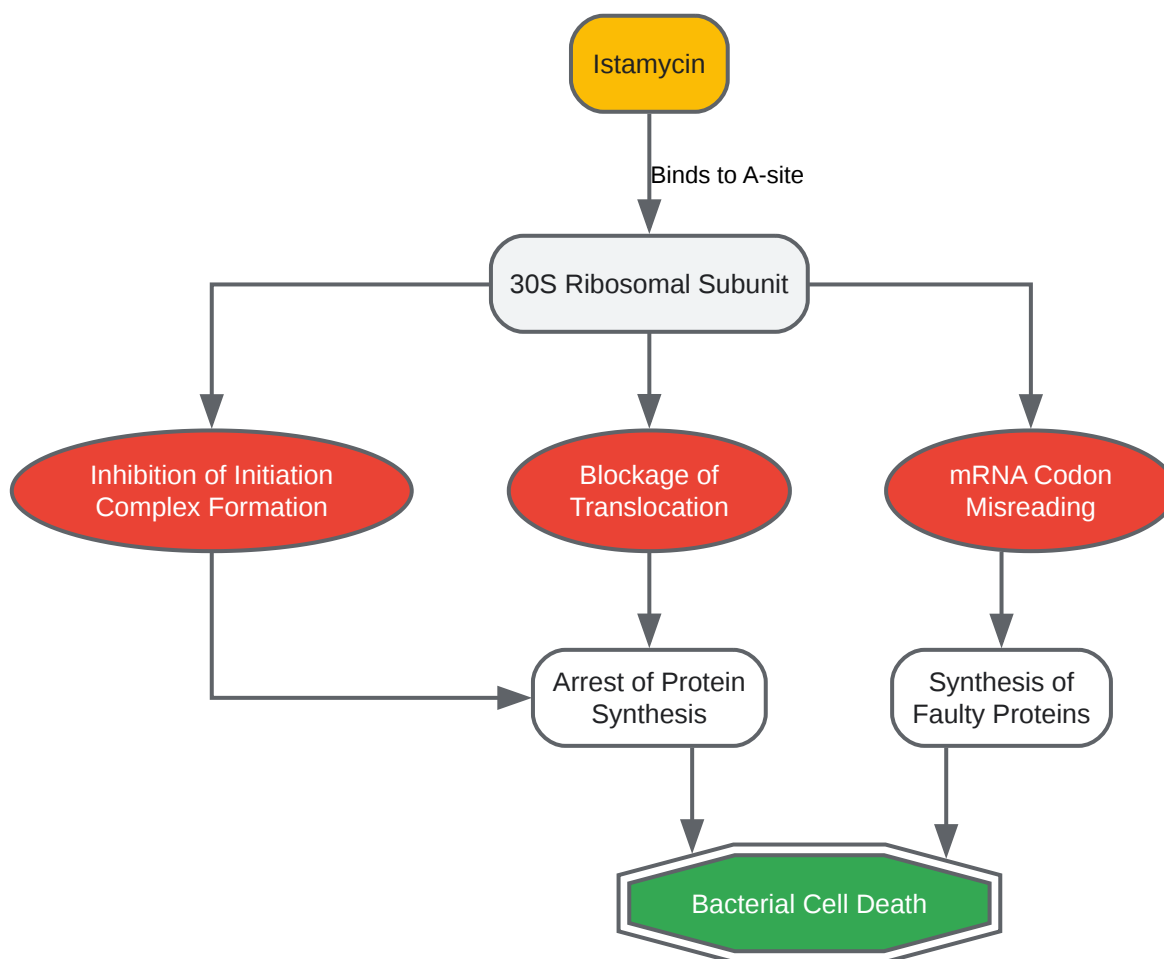 Istamycin
Binds to A-site
30S Ribosomal Subunit
Inhibition of Initiation
Complex Formation
Blockage of
Translocation
mRNA Codon
Misreading
Arrest of Protein
Synthesis
Synthesis of
Faulty Proteins
Bacterial Cell Death